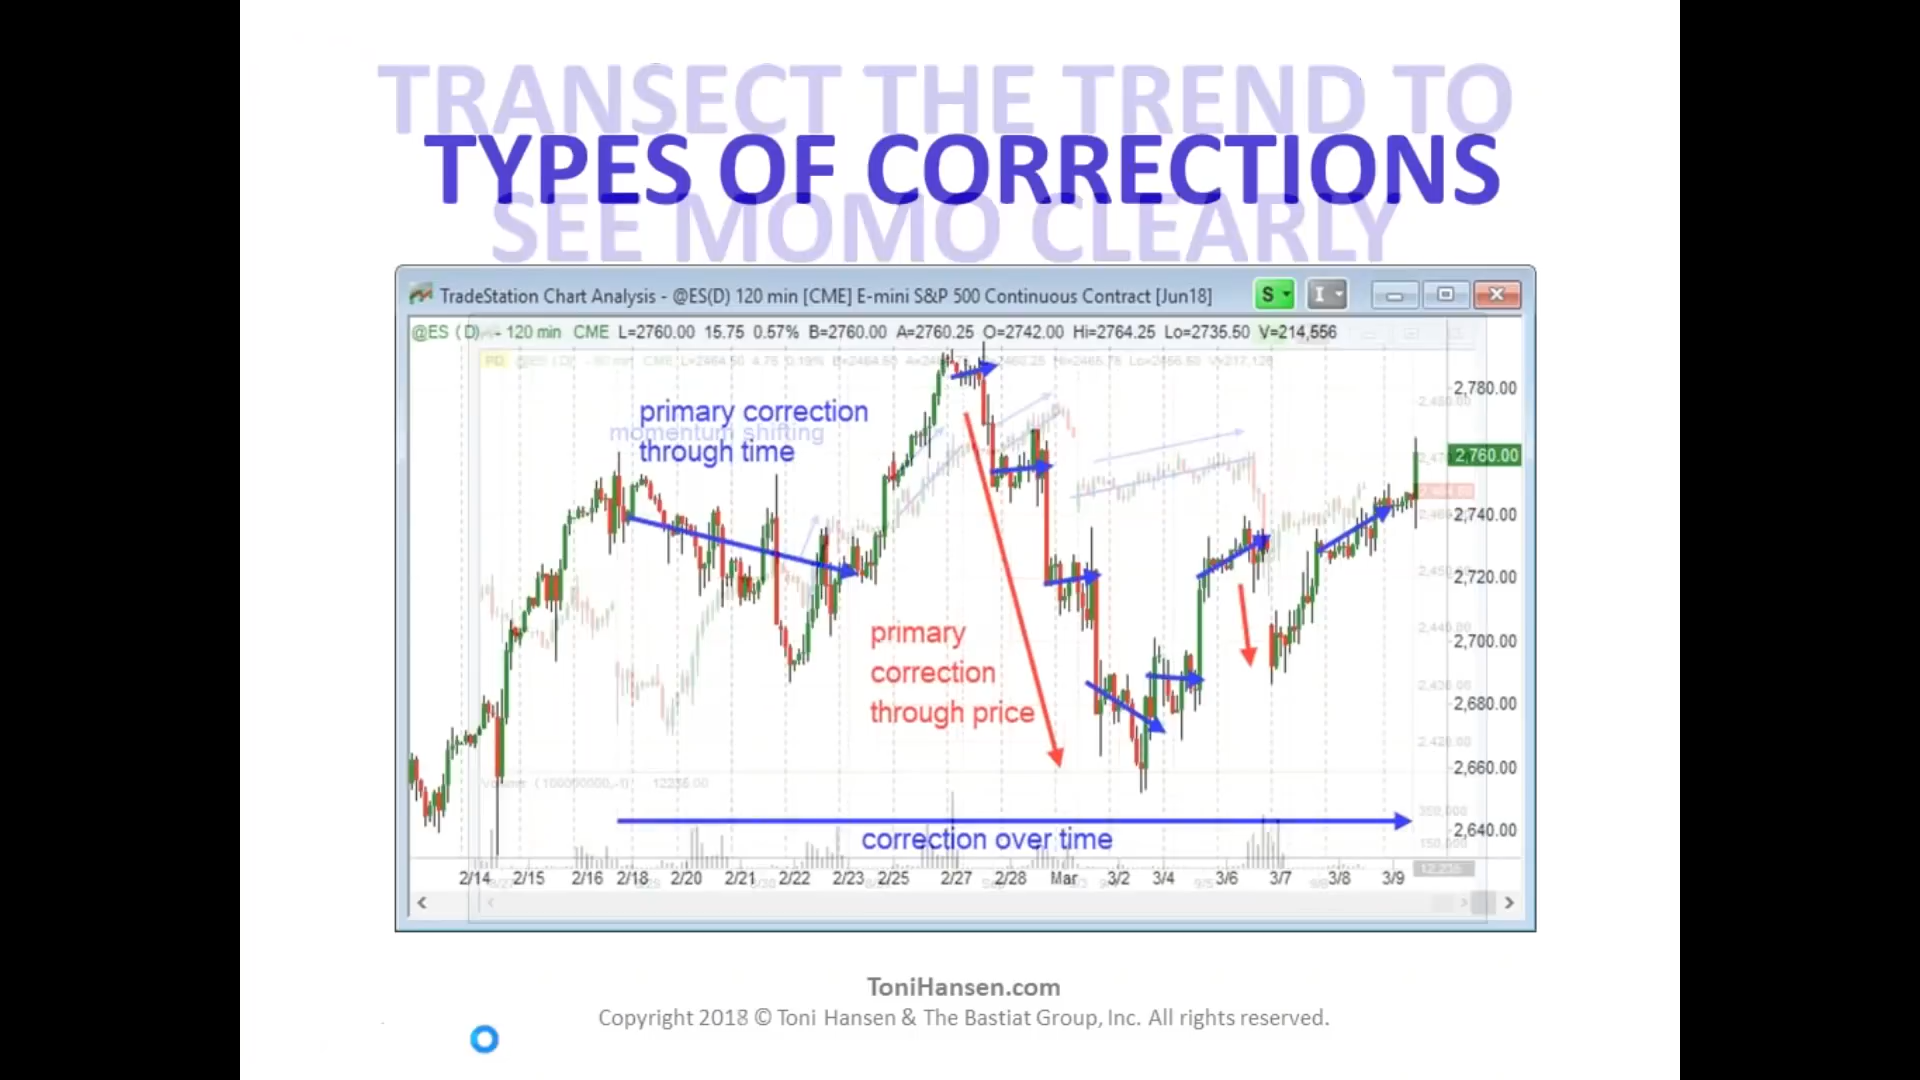 TRANSECT THE TREND TO
TYPES OF CORRECTIONS
SEE MOMO CLEARLY
TradeStation Chart Analysis - @ES(D) 120 min [CME] E-mini S&P 500 Continuous Contract [Jun18]
S
I
@ES (D) - 120 min CME L=2760.00 15.75 0.57% B=2760.00 A=2760.25 O=2742.00 Hi=2764.25 Lo=2735.50 V=214,556
2,780.00
primary correction
momentum shifting
through time
2,760.00
2,740.00
2,720.00
primary
2,700.00
correction
2,680.00
through price
2,660.00
2,640.00
correction over time
2/14 2/15 2/16 2/18 2/20 2/21 2/22 2/23 2/25 2/27 2/28 Mar 3/2 3/4 3/6 3/7 3/8 3/9
ToniHansen.com
Copyright 2018 © Toni Hansen & The Bastiat Group, Inc. All rights reserved.